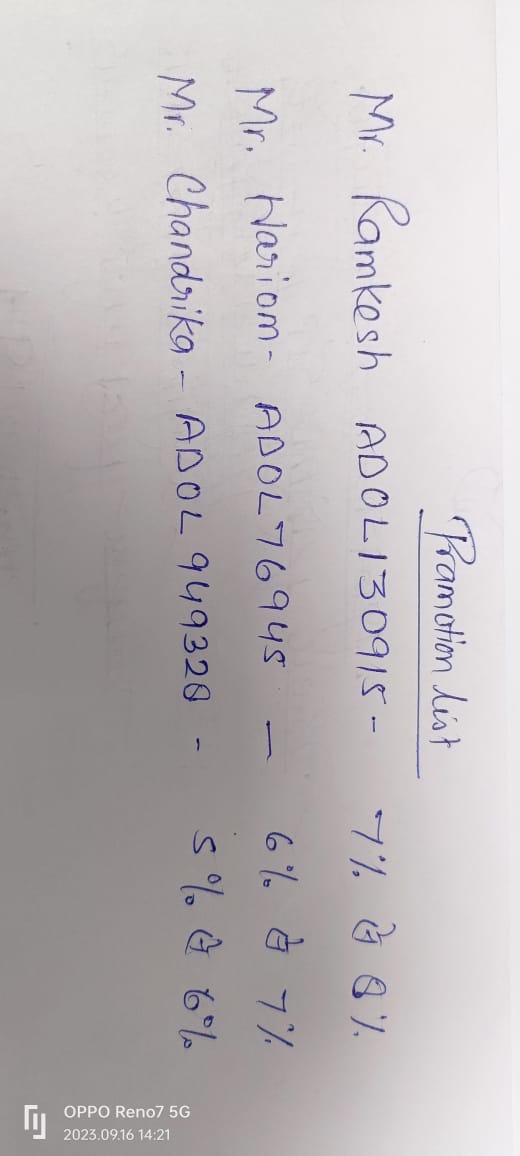 Pramotion list
Mr. Ramkesh ADOL130915 - 7% से 8%
Mr. Hariom - ADOL76945 - 6% से 7%
Mr. Chandrika - ADOL949328 - 5% से 6%
OPPO Reno7 5G
2023.09.16 14:21